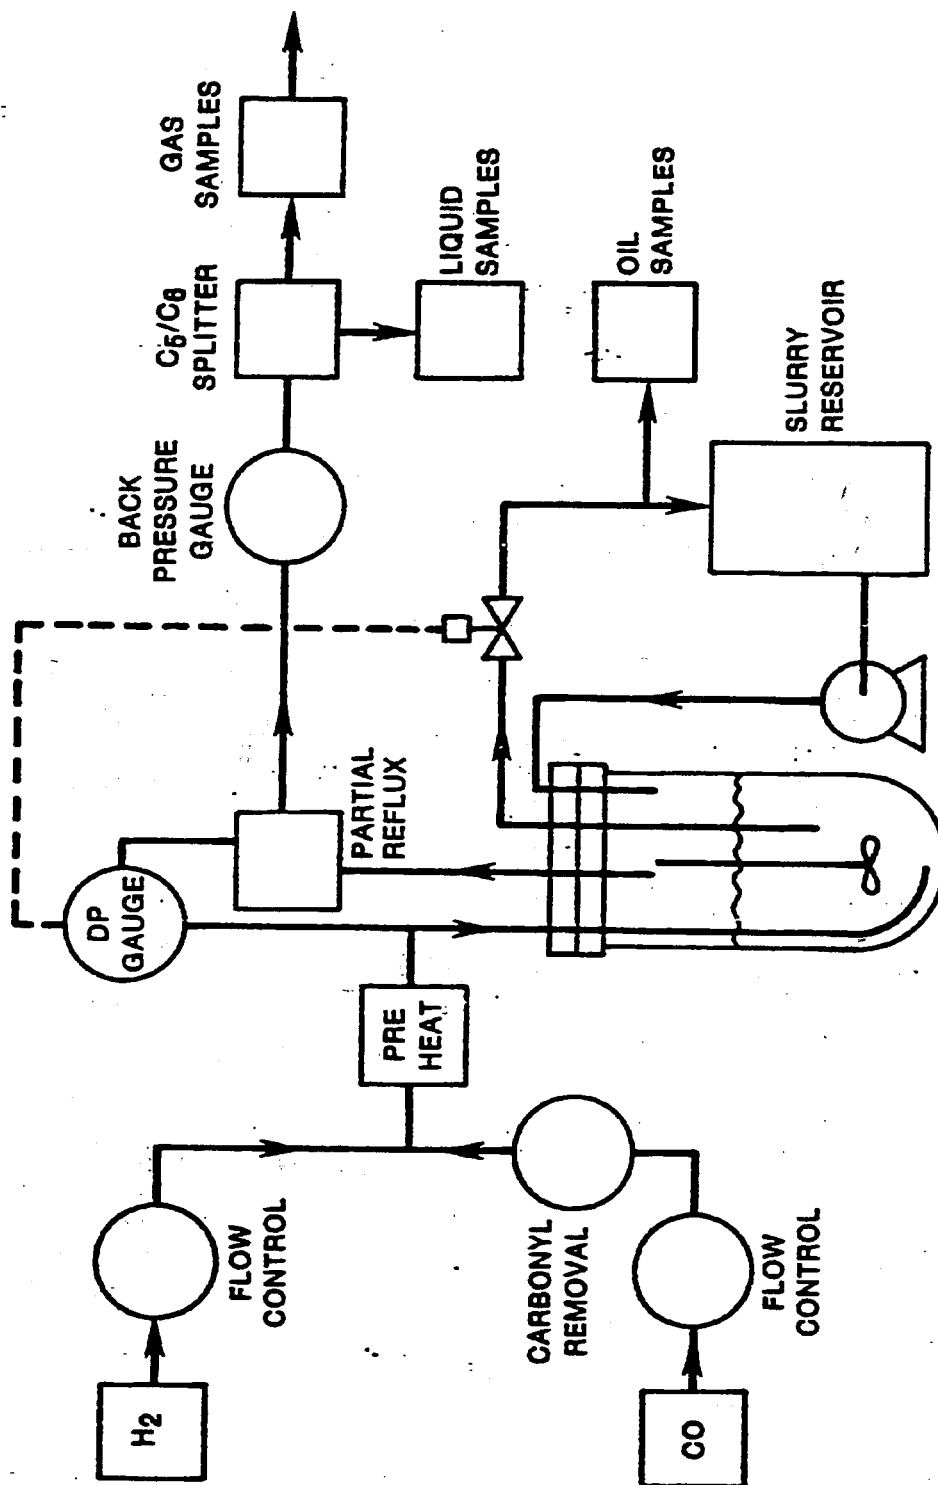 H2
FLOW
CONTROL
CO
FLOW
CONTROL
CARBONYL
REMOVAL
PRE
HEAT
DP
GAUGE
PARTIAL
REFLUX
BACK
PRESSURE
GAUGE
C5/C6
SPLITTER
GAS
SAMPLES
LIQUID
SAMPLES
OIL
SAMPLES
SLURRY
RESERVOIR